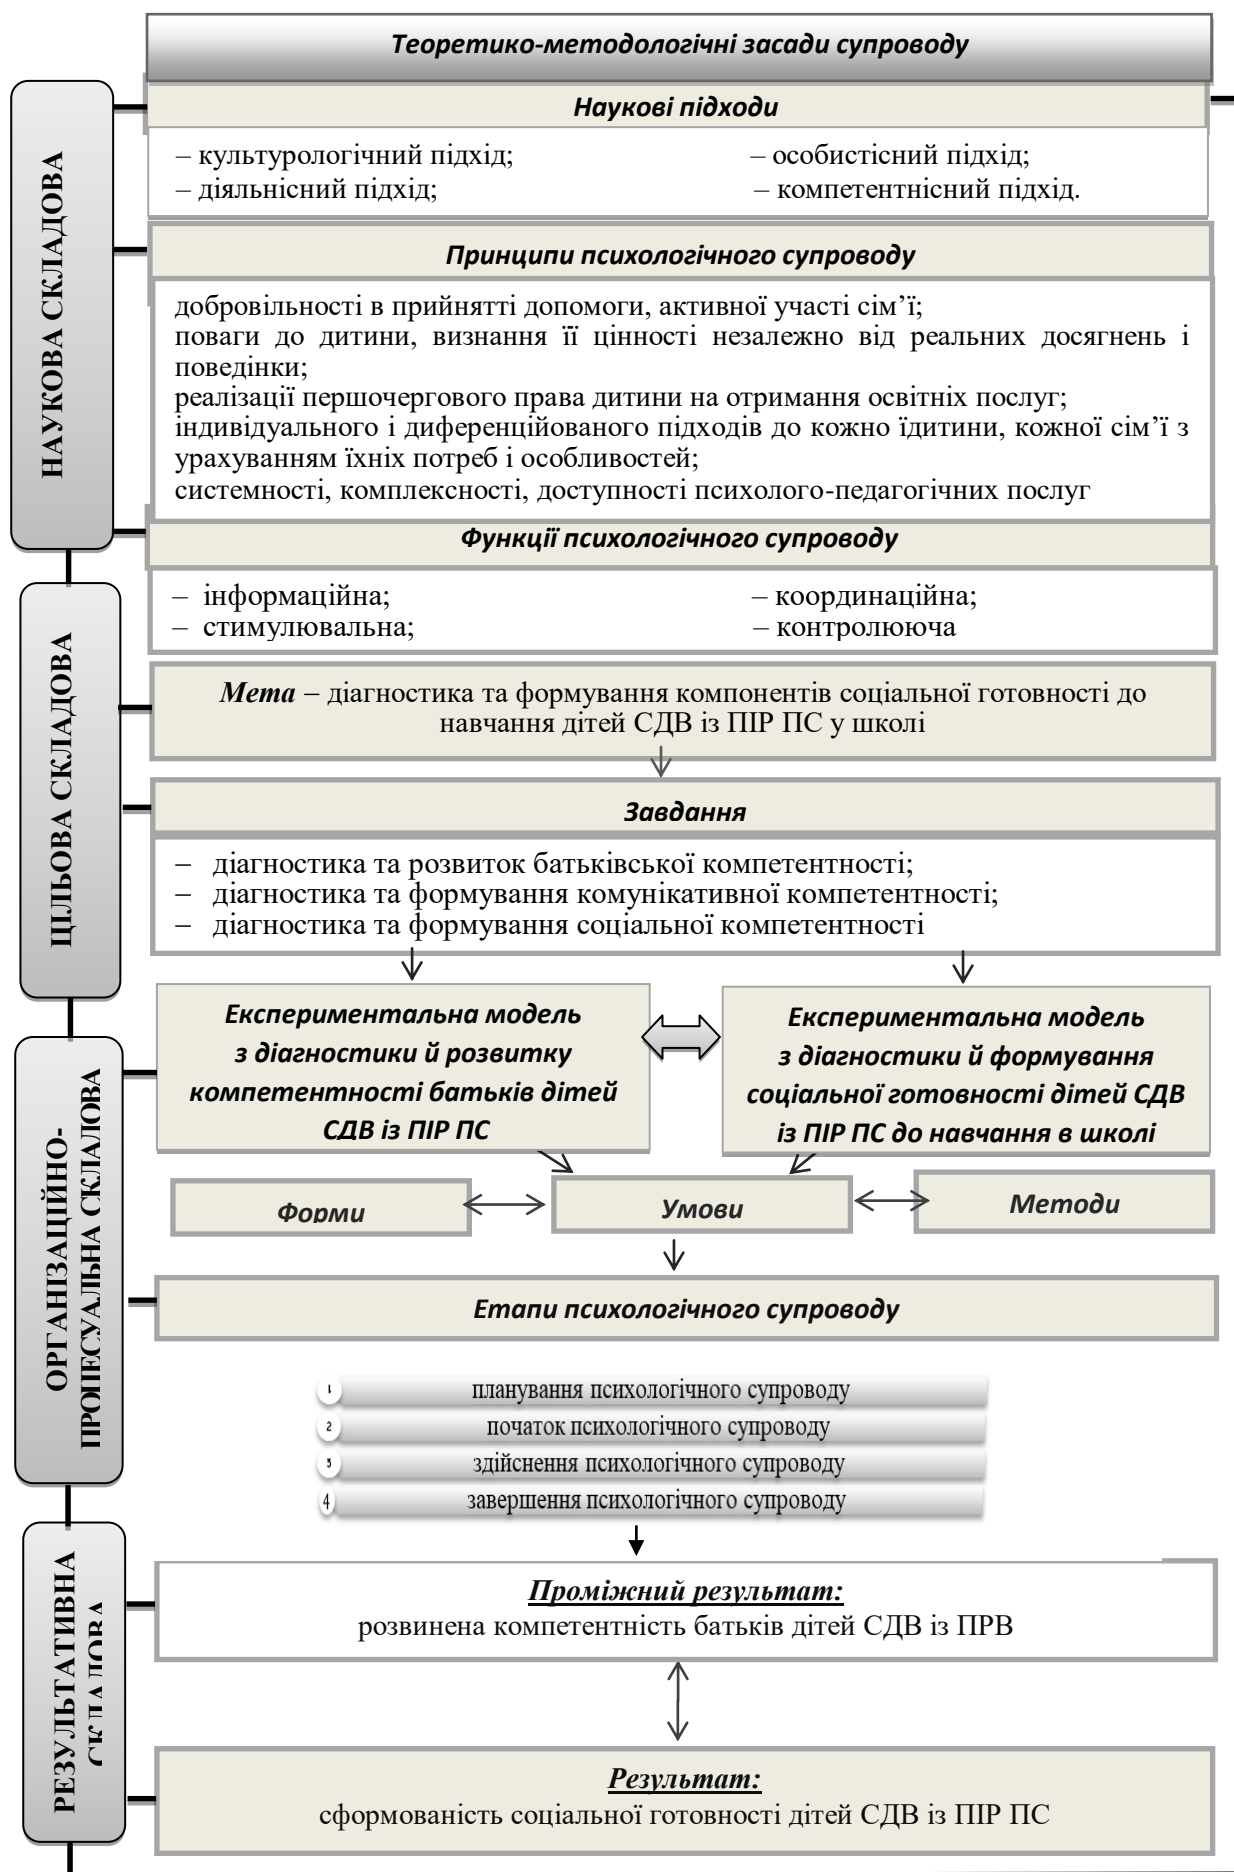 Теоретико-методологічні засади супроводу
НАУКОВА СКЛАДОВА
Наукові підходи
– культурологічний підхід; – особистісний підхід;
– діяльнісний підхід; – компетентнісний підхід.
Принципи психологічного супроводу
добровільності в прийнятті допомоги, активної участі сім’ї;
поваги до дитини, визнання її цінності незалежно від реальних досягнень і
поведінки;
реалізації першочергового права дитини на отримання освітніх послуг;
індивідуального і диференційованого підходів до кожно їдитини, кожної сім’ї з
урахуванням їхніх потреб і особливостей;
системності, комплексності, доступності психолого-педагогічних послуг
Функції психологічного супроводу
– інформаційна; – координаційна;
– стимулювальна; – контролююча
ЦІЛЬОВА СКЛАДОВА
Мета – діагностика та формування компонентів соціальної готовності до
навчання дітей СДВ із ПІР ПС у школі
Завдання
– діагностика та розвиток батьківської компетентності;
– діагностика та формування комунікативної компетентності;
– діагностика та формування соціальної компетентності
ОРГАНІЗАЦІЙНО-
ПРОЦЕСУАЛЬНА СКЛАДОВА
Експериментальна модель
з діагностики й розвитку
компетентності батьків дітей
СДВ із ПІР ПС
Експериментальна модель
з діагностики й формування
соціальної готовності дітей СДВ
із ПІР ПС до навчання в школі
Форми
Умови
Методи
Етапи психологічного супроводу
1 планування психологічного супроводу
2 початок психологічного супроводу
3 здійснення психологічного супроводу
4 завершення психологічного супроводу
РЕЗУЛЬТАТИВНА
СКЛАДОВА
Проміжний результат:
розвинена компетентність батьків дітей СДВ із ПРВ
Результат:
сформованість соціальної готовності дітей СДВ із ПІР ПС